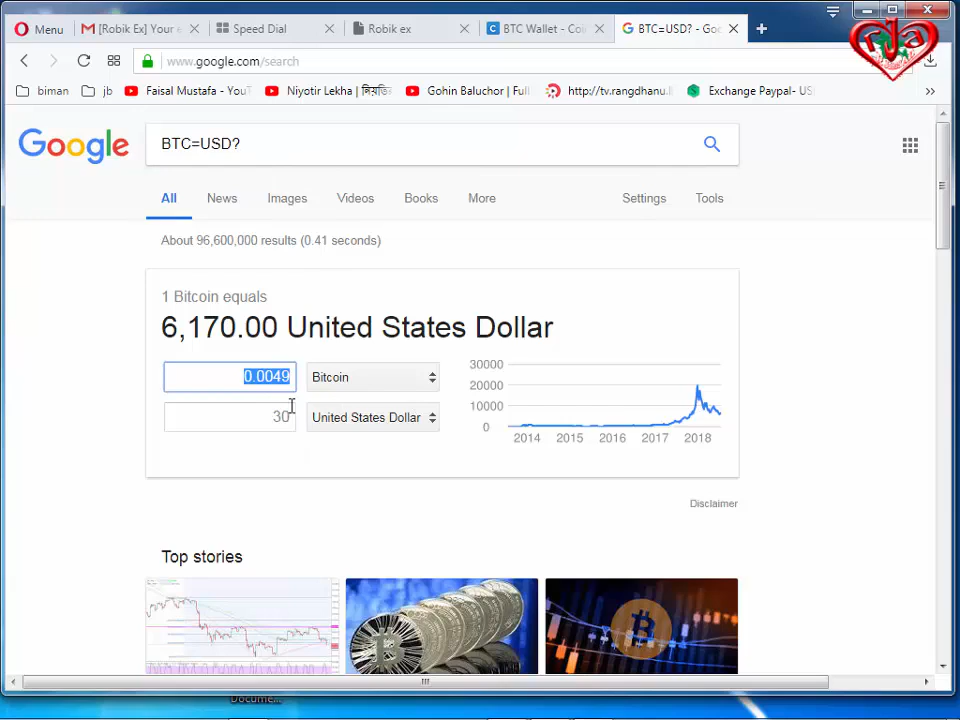 Menu
[Robik Ex] Your e
Speed Dial
Robik ex
BTC Wallet - Coi
BTC=USD? - Goo
www.google.com/search
biman
jb
Faisal Mustafa - YouT
Niyotir Lekha | নিয়তির
Gohin Baluchor | Full
http://tv.rangdhanu.l
Exchange Paypal- US
Google
BTC=USD?
All
News
Images
Videos
Books
More
Settings
Tools
About 96,600,000 results (0.41 seconds)
1 Bitcoin equals
6,170.00 United States Dollar
0.0049
Bitcoin
30
United States Dollar
30000
20000
10000
0
2014
2015
2016
2017
2018
Disclaimer
Top stories